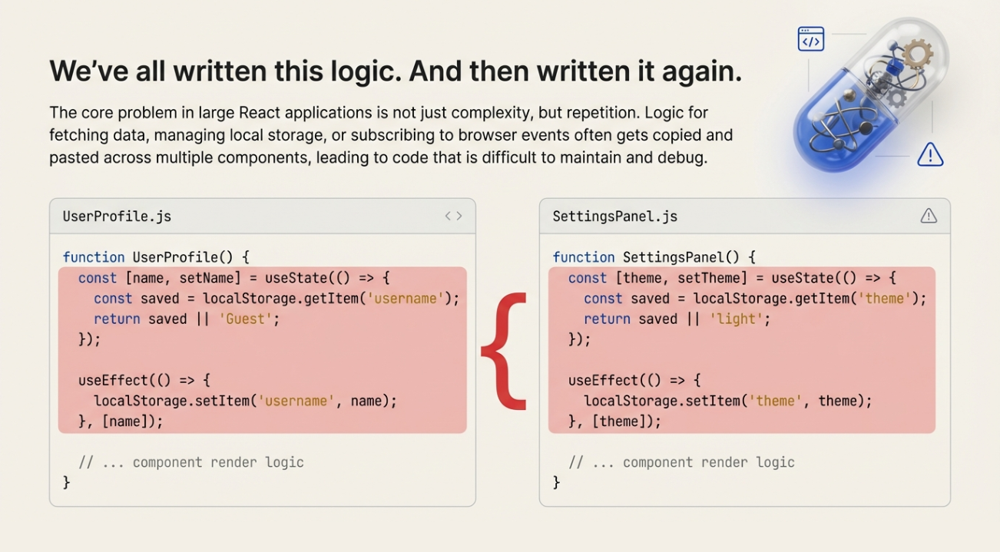 We've all written this logic. And then written it again.
The core problem in large React applications is not just complexity, but repetition. Logic for
fetching data, managing local storage, or subscribing to browser events often gets copied and
pasted across multiple components, leading to code that is difficult to maintain and debug.
</>
UserProfile.js
< >
function UserProfile() {
const [name, setName] = useState(() => {
const saved = localStorage.getItem('username');
return saved || 'Guest';
});
useEffect(() => {
localStorage.setItem('username', name);
}, [name]);
// ... component render logic
}
{
SettingsPanel.js
function SettingsPanel() {
const [theme, setTheme] = useState(() => {
const saved = localStorage.getItem('theme');
return saved || 'light';
});
useEffect(() => {
localStorage.setItem('theme', theme);
}, [theme]);
// ... component render logic
}